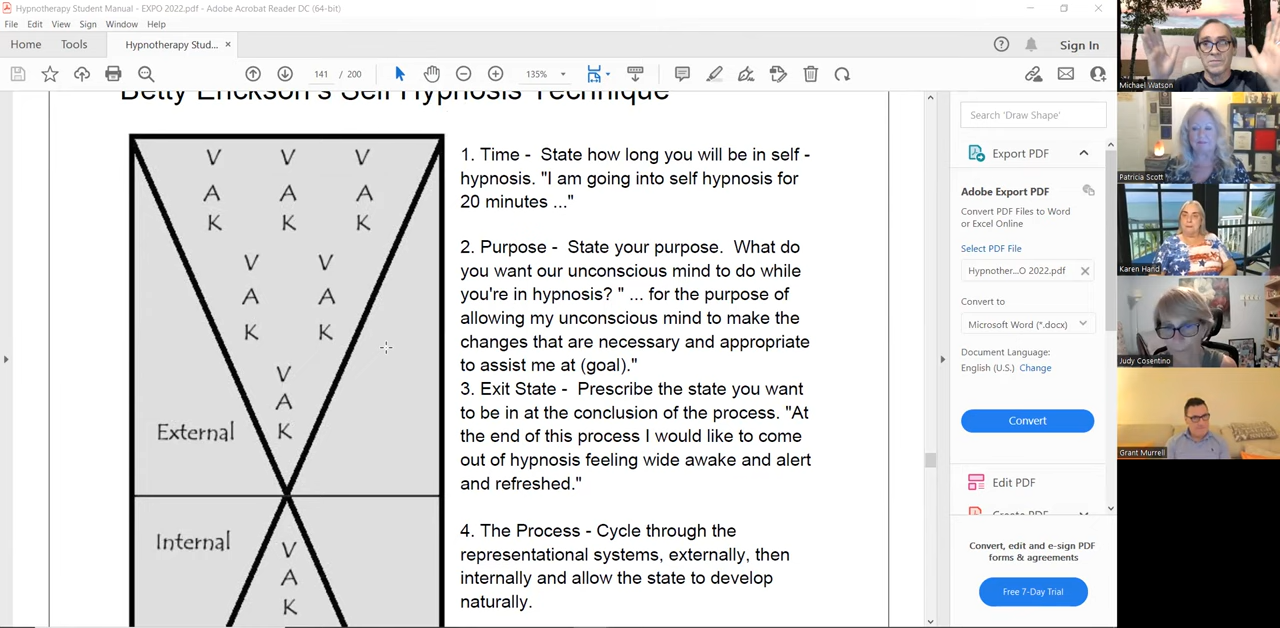 Hypnotherapy Student Manual - EXPO 2022.pdf - Adobe Acrobat Reader DC (64-bit)
File Edit View Sign Window Help
Home Tools Hypnotherapy Stud... × Sign In
141 / 200 135%
Betty Erickson's Self Hypnosis Technique
V V V
A A A
K K K
V V
A A
K K
V
A
K
External
Internal
V
A
K
1. Time - State how long you will be in self -
hypnosis. "I am going into self hypnosis for
20 minutes ..."
2. Purpose - State your purpose. What do
you want our unconscious mind to do while
you're in hypnosis? " ... for the purpose of
allowing my unconscious mind to make the
changes that are necessary and appropriate
to assist me at (goal)."
3. Exit State - Prescribe the state you want
to be in at the conclusion of the process. "At
the end of this process I would like to come
out of hypnosis feeling wide awake and alert
and refreshed."
4. The Process - Cycle through the
representational systems, externally, then
internally and allow the state to develop
naturally.
Search 'Draw Shape'
Export PDF
Adobe Export PDF
Convert PDF Files to Word
or Excel Online
Select PDF File
Hypnother...O 2022.pdf ×
Convert to
Microsoft Word (*.docx)
Document Language:
English (U.S.) Change
Convert
Edit PDF
Create PDF
Convert, edit and e-sign PDF
forms & agreements
Free 7-Day Trial
Michael Watson
Patricia Scott
Karen Hand
Judy Cosentino
Grant Murrell